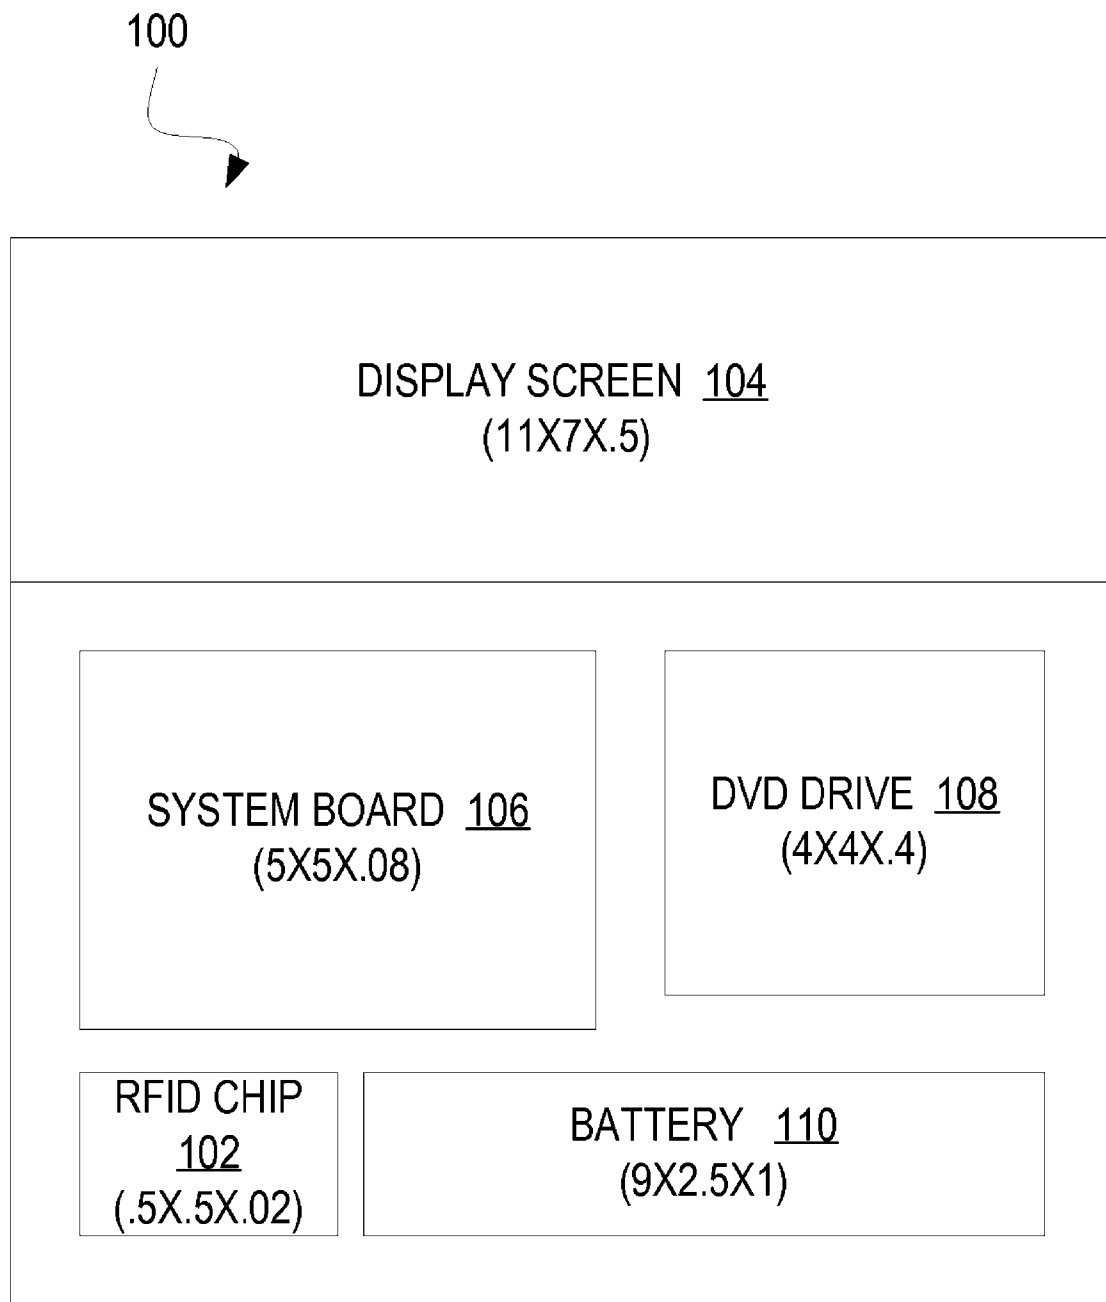 100
DISPLAY SCREEN 104
(11X7X.5)
SYSTEM BOARD 106
(5X5X.08)
DVD DRIVE 108
(4X4X.4)
RFID CHIP
102
(.5X.5X.02)
BATTERY 110
(9X2.5X1)